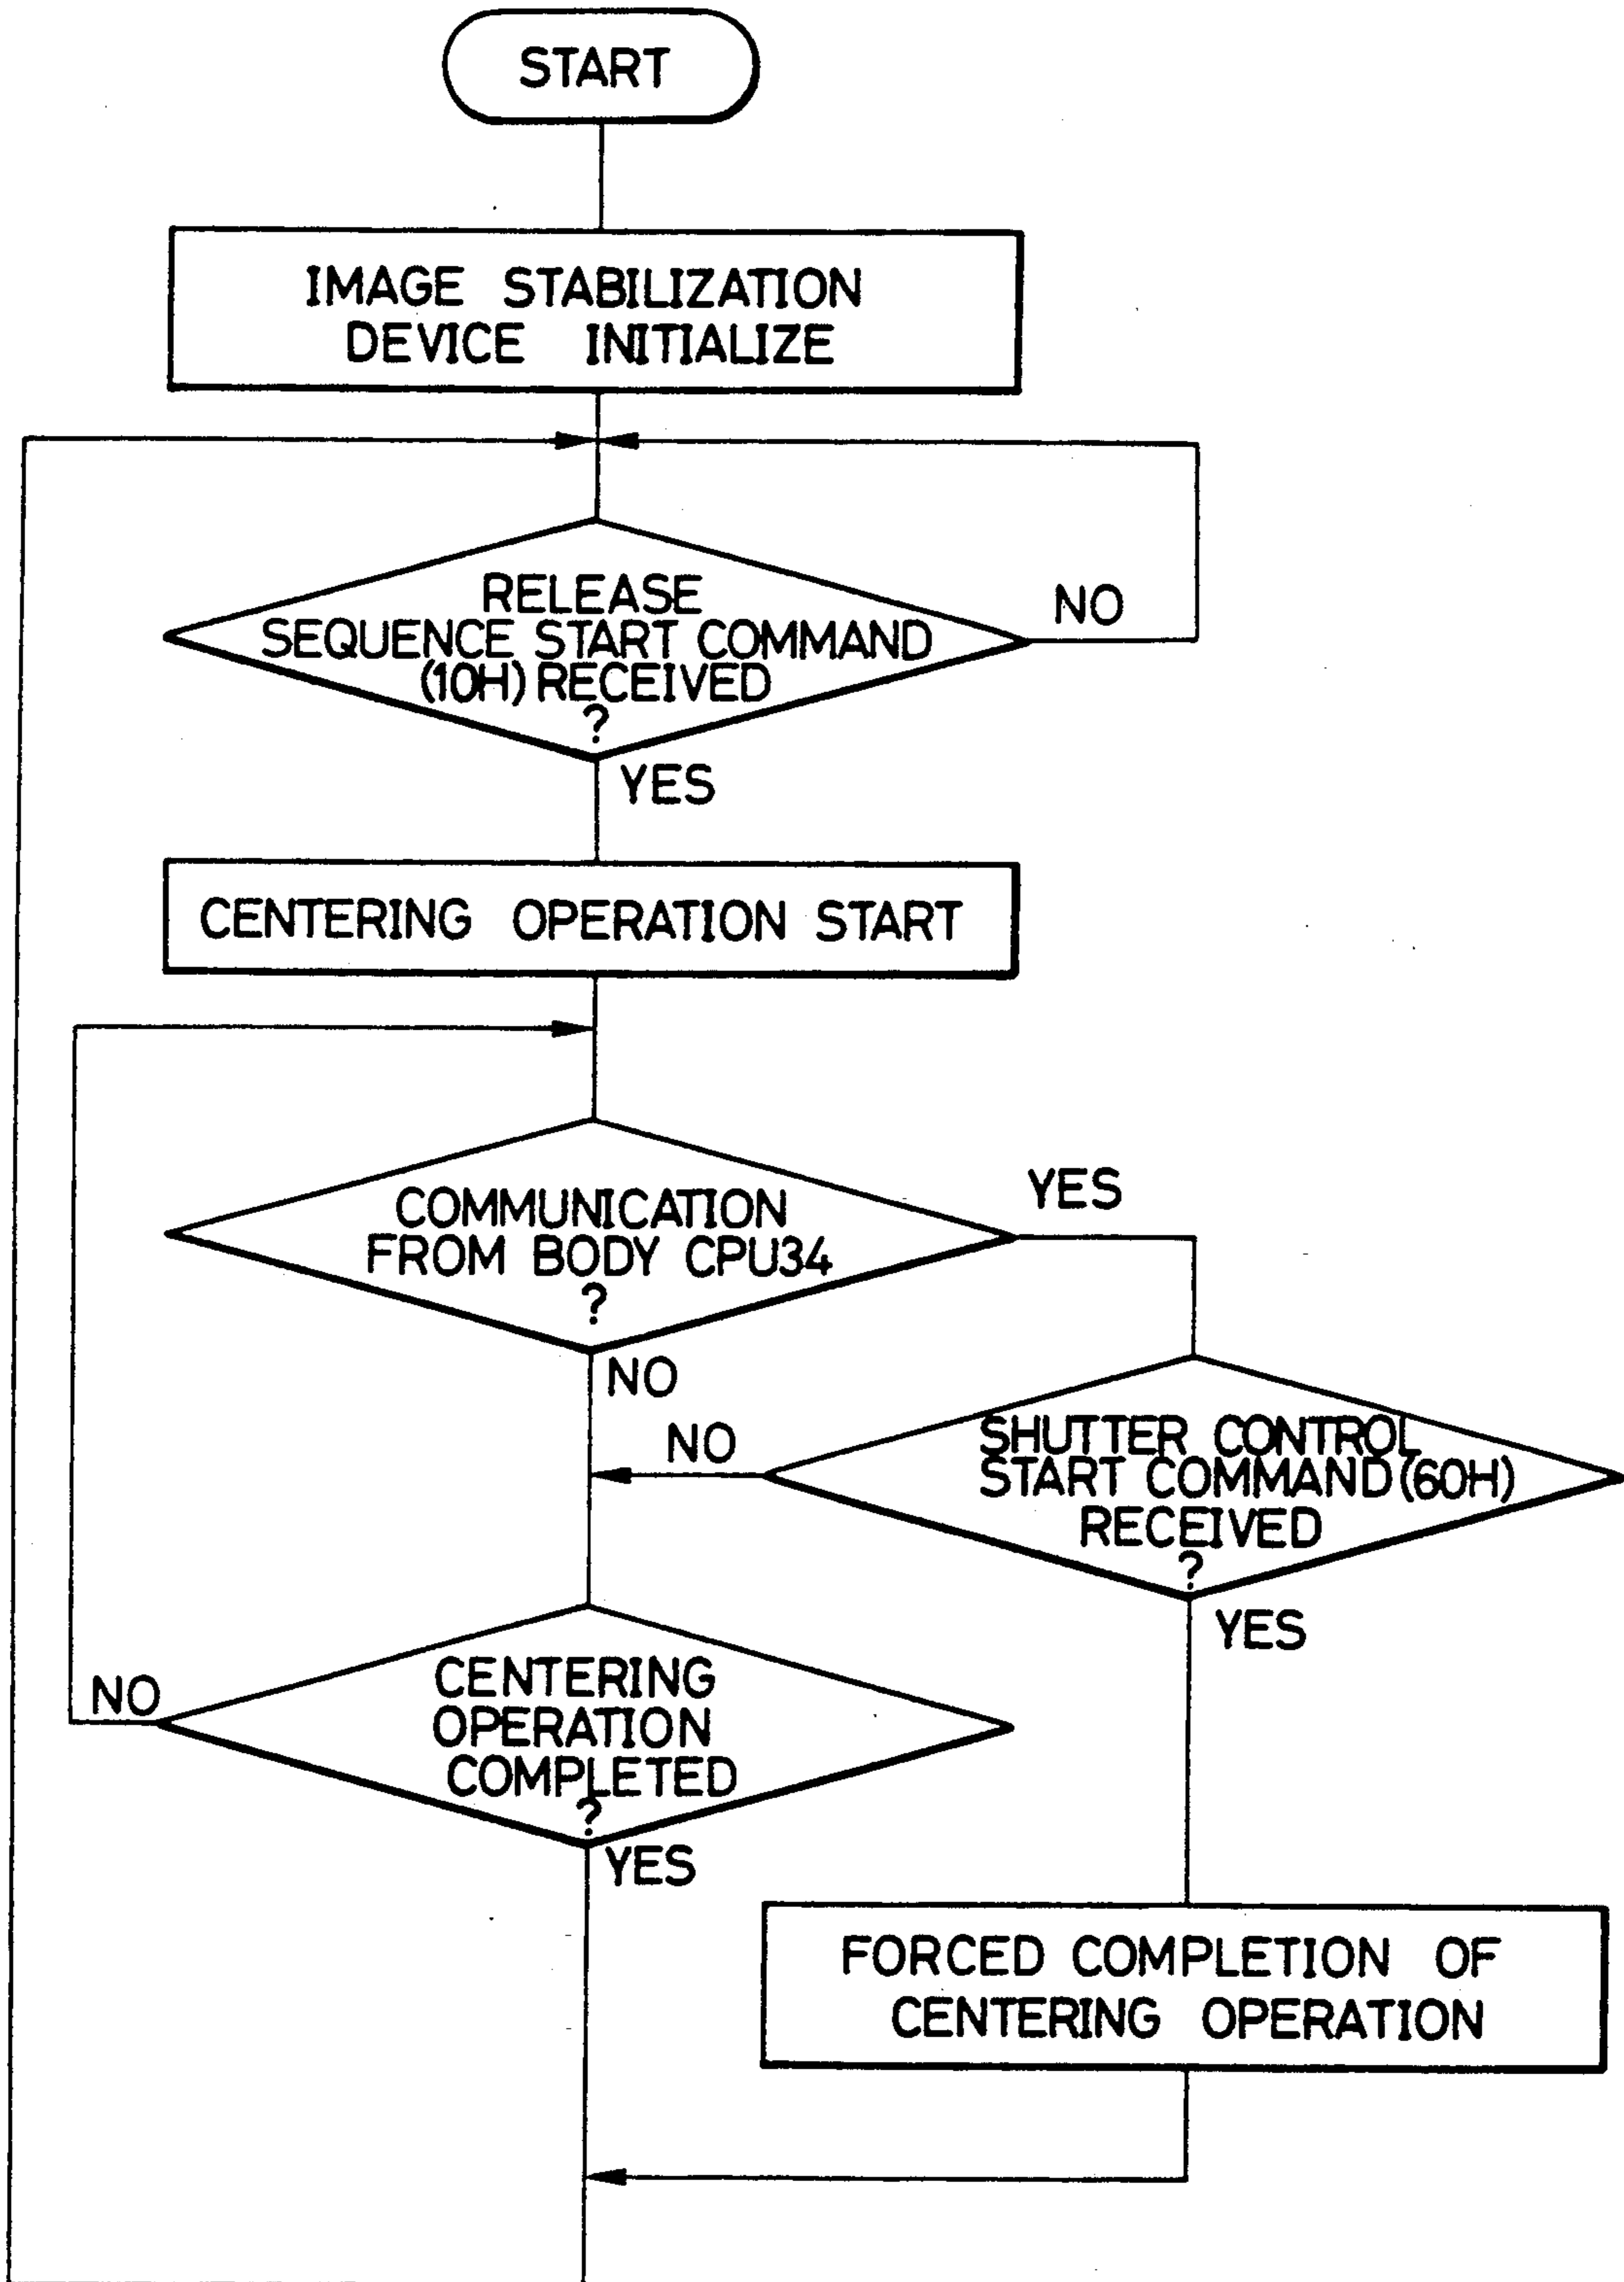 START
IMAGE STABILIZATION
DEVICE INITIALIZE
RELEASE
SEQUENCE START COMMAND
(10H) RECEIVED
?
NO
YES
CENTERING OPERATION START
COMMUNICATION
FROM BODY CPU34
?
YES
NO
SHUTTER CONTROL
START COMMAND (60H)
RECEIVED
?
NO
YES
CENTERING
OPERATION
COMPLETED
?
NO
YES
FORCED COMPLETION OF
CENTERING OPERATION